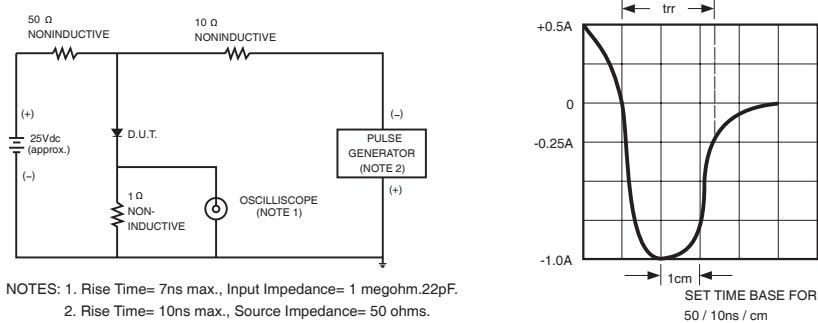 50 Ω
NONINDUCTIVE
10 Ω
NONINDUCTIVE
(+)
25Vdc
(approx.)
(−)
D.U.T.
1 Ω
NON-
INDUCTIVE
OSCILLISCOPE
(NOTE 1)
(−)
PULSE
GENERATOR
(NOTE 2)
(+)
trr
+0.5A
0
-0.25A
-1.0A
1cm
SET TIME BASE FOR
50 / 10ns / cm
NOTES: 1. Rise Time= 7ns max., Input Impedance= 1 megohm.22pF.
2. Rise Time= 10ns max., Source Impedance= 50 ohms.